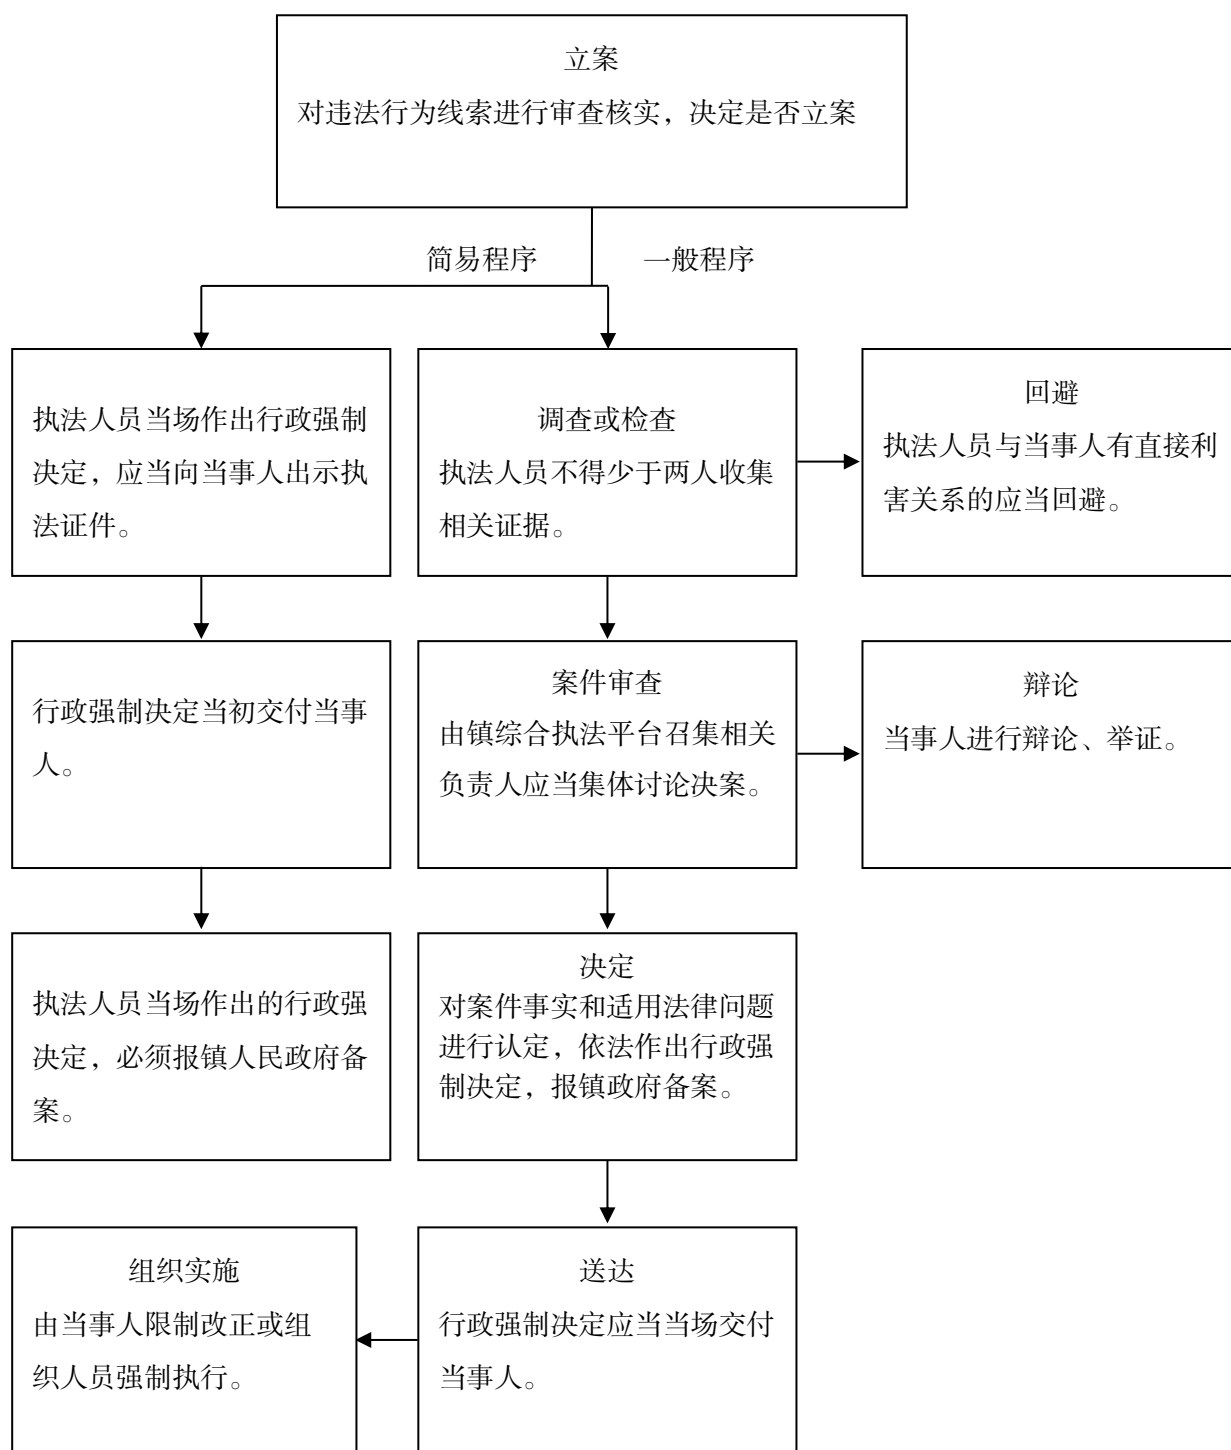 立案
对违法行为线索进行审查核实，决定是否立案
简易程序
一般程序
执法人员当场作出行政强制
决定，应当向当事人出示执
法证件。
调查或检查
执法人员不得少于两人收集
相关证据。
回避
执法人员与当事人有直接利
害关系的应当回避。
行政强制决定当初交付当事
人。
案件审查
由镇综合执法平台召集相关
负责人应当集体讨论决案。
辩论
当事人进行辩论、举证。
执法人员当场作出的行政强
决定，必须报镇人民政府备
案。
决定
对案件事实和适用法律问题
进行认定，依法作出行政强
制决定，报镇政府备案。
组织实施
由当事人限制改正或组
织人员强制执行。
送达
行政强制决定应当当场交付
当事人。